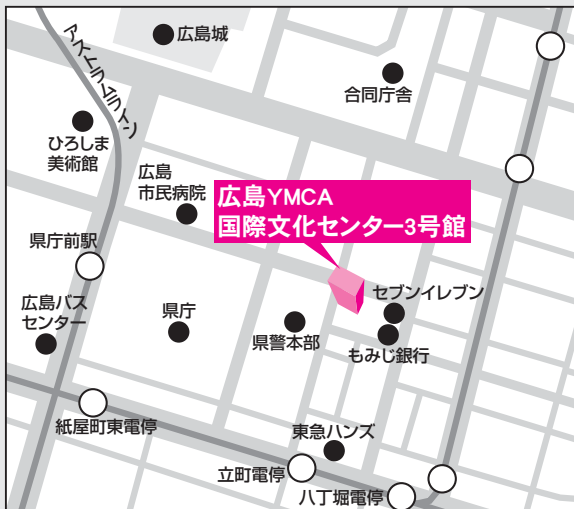 広島城
アストラムライン
合同庁舎
ひろしま
美術館
広島
市民病院
広島YMCA
国際文化センター3号館
県庁前駅
セブンイレブン
広島バス
センター
県庁
県警本部
もみじ銀行
紙屋町東電停
東急ハンズ
立町電停
八丁堀電停